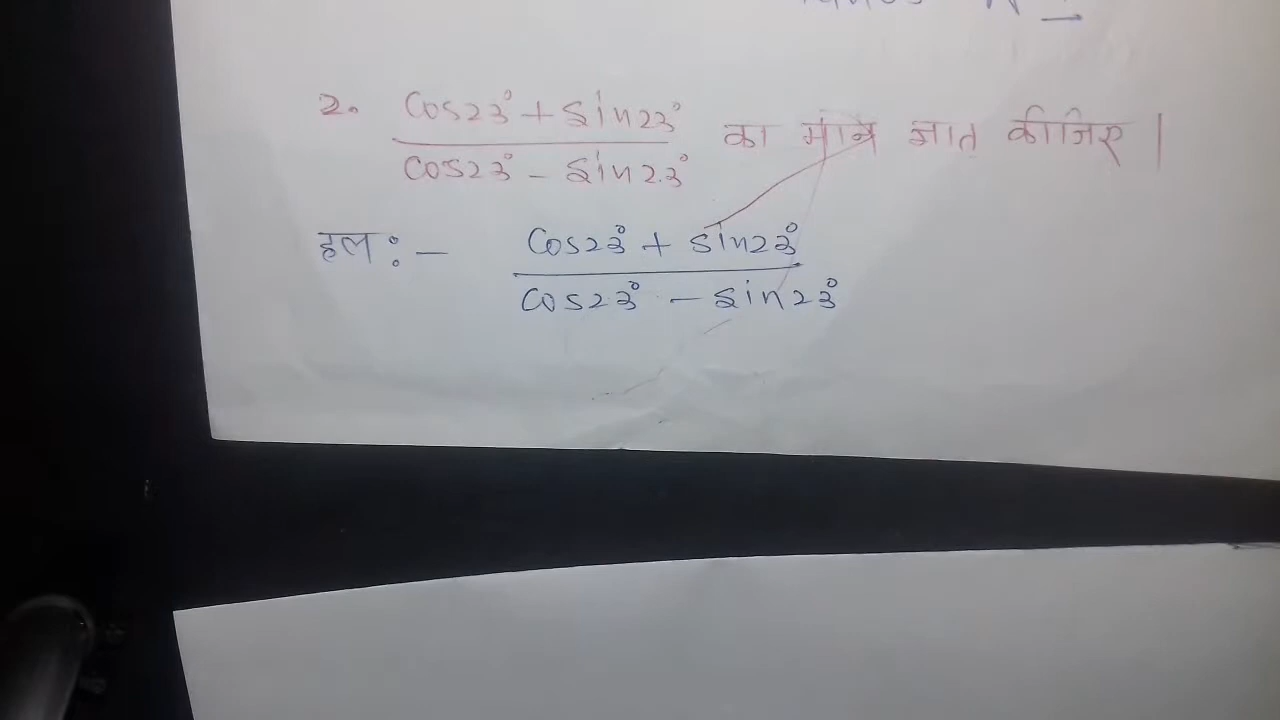 2. cos23° + sin23°
cos23° - sin23° का मान ज्ञात कीजिए |
हल :- cos23° + sin23°
cos23° - sin23°